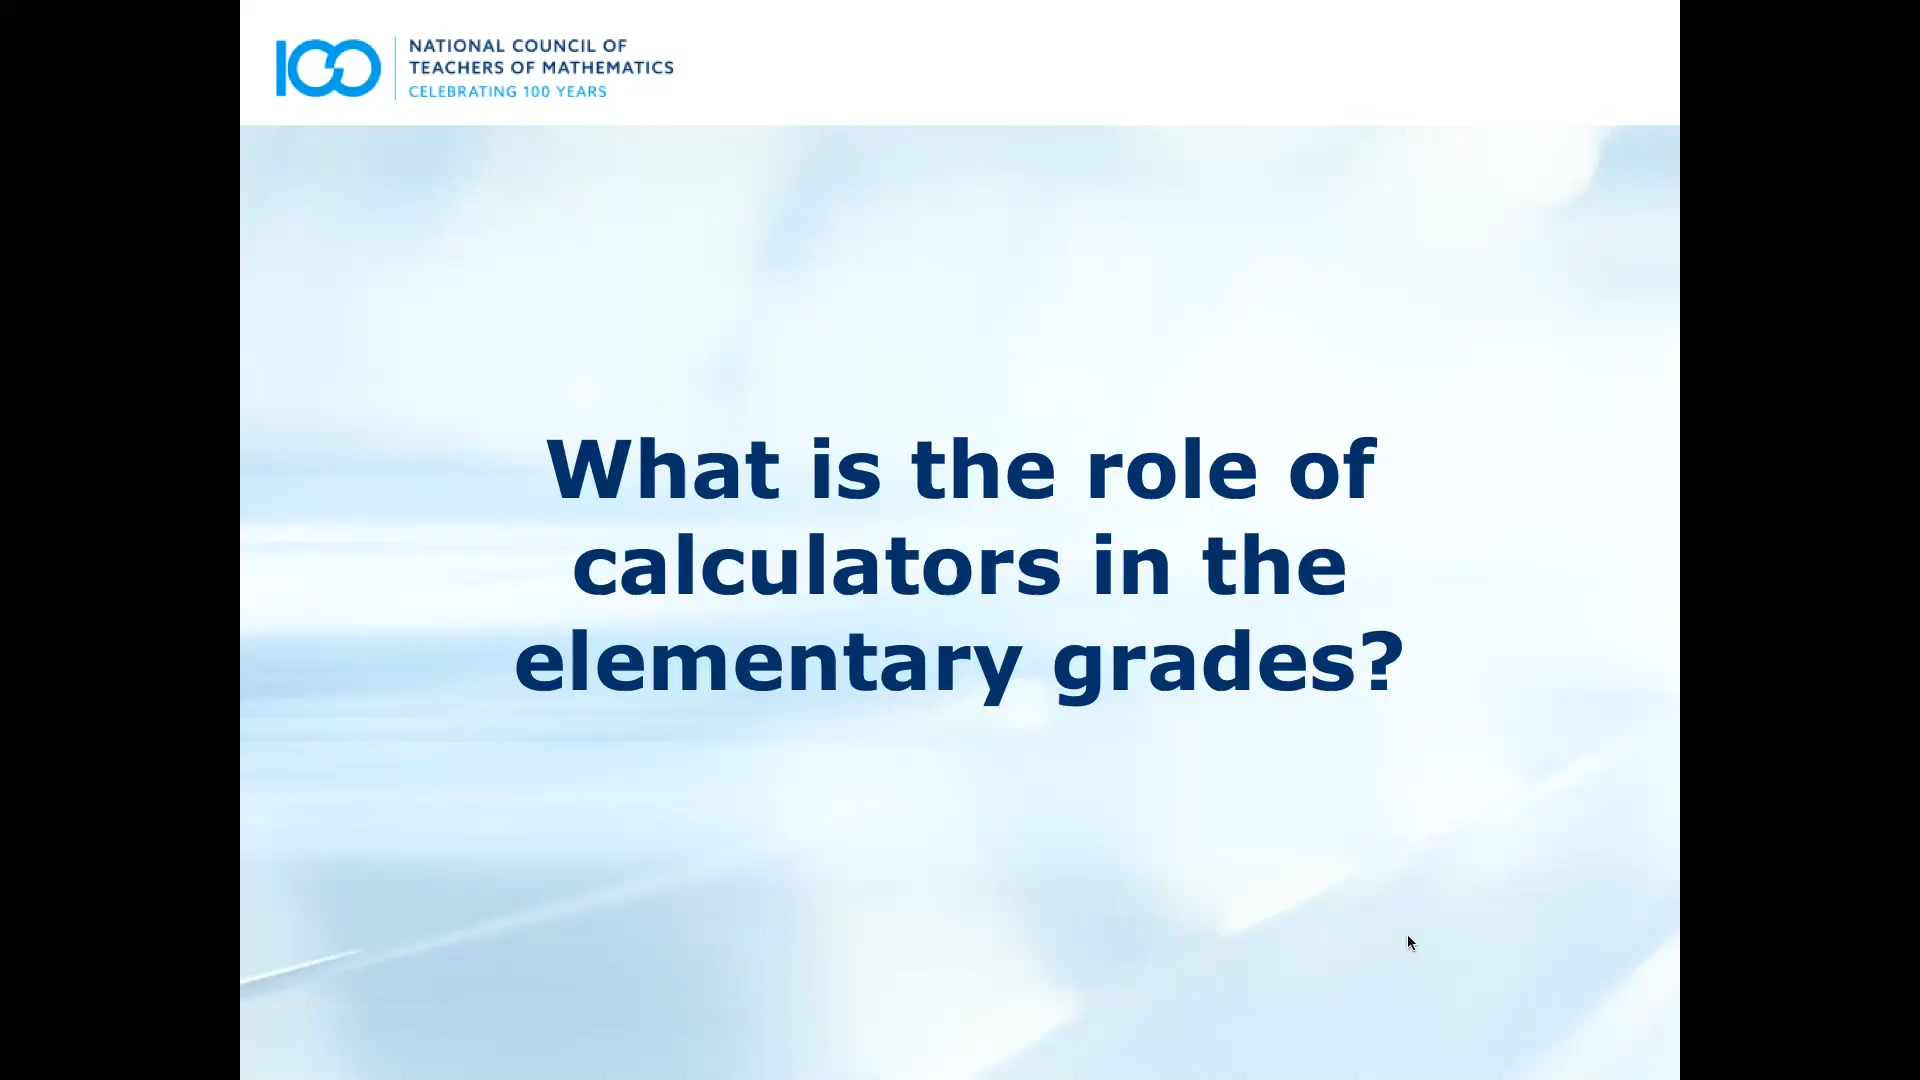 100
NATIONAL COUNCIL OF
TEACHERS OF MATHEMATICS
CELEBRATING 100 YEARS
What is the role of
calculators in the
elementary grades?